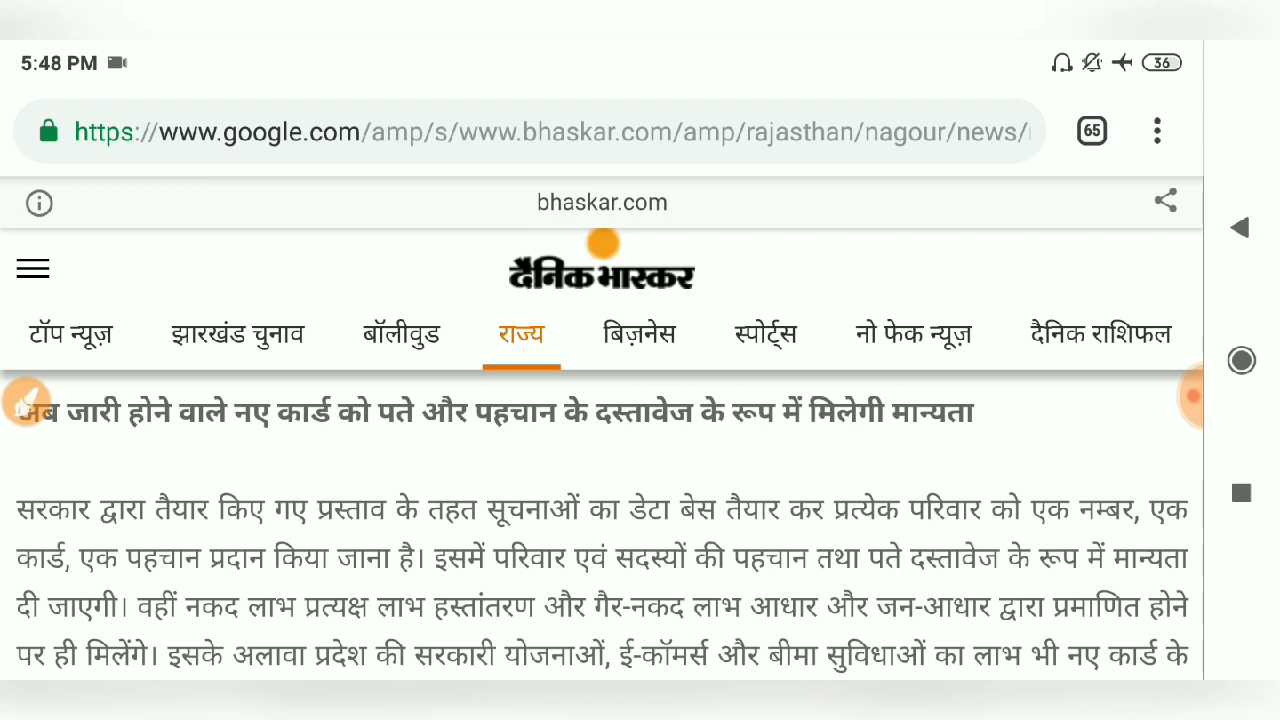 5:48 PM
36
https://www.google.com/amp/s/www.bhaskar.com/amp/rajasthan/nagour/news/
65
bhaskar.com
दैनिक भास्कर
टॉप न्यूज़ झारखंड चुनाव बॉलीवुड राज्य बिज़नेस स्पोर्ट्स नो फेक न्यूज़ दैनिक राशिफल
अब जारी होने वाले नए कार्ड को पते और पहचान के दस्तावेज के रूप में मिलेगी मान्यता
सरकार द्वारा तैयार किए गए प्रस्ताव के तहत सूचनाओं का डेटा बेस तैयार कर प्रत्येक परिवार को एक नम्बर, एक
कार्ड, एक पहचान प्रदान किया जाना है। इसमें परिवार एवं सदस्यों की पहचान तथा पते दस्तावेज के रूप में मान्यता
दी जाएगी। वहीं नकद लाभ प्रत्यक्ष लाभ हस्तांतरण और गैर-नकद लाभ आधार और जन-आधार द्वारा प्रमाणित होने
पर ही मिलेंगे। इसके अलावा प्रदेश की सरकारी योजनाओं, ई-कॉमर्स और बीमा सुविधाओं का लाभ भी नए कार्ड के